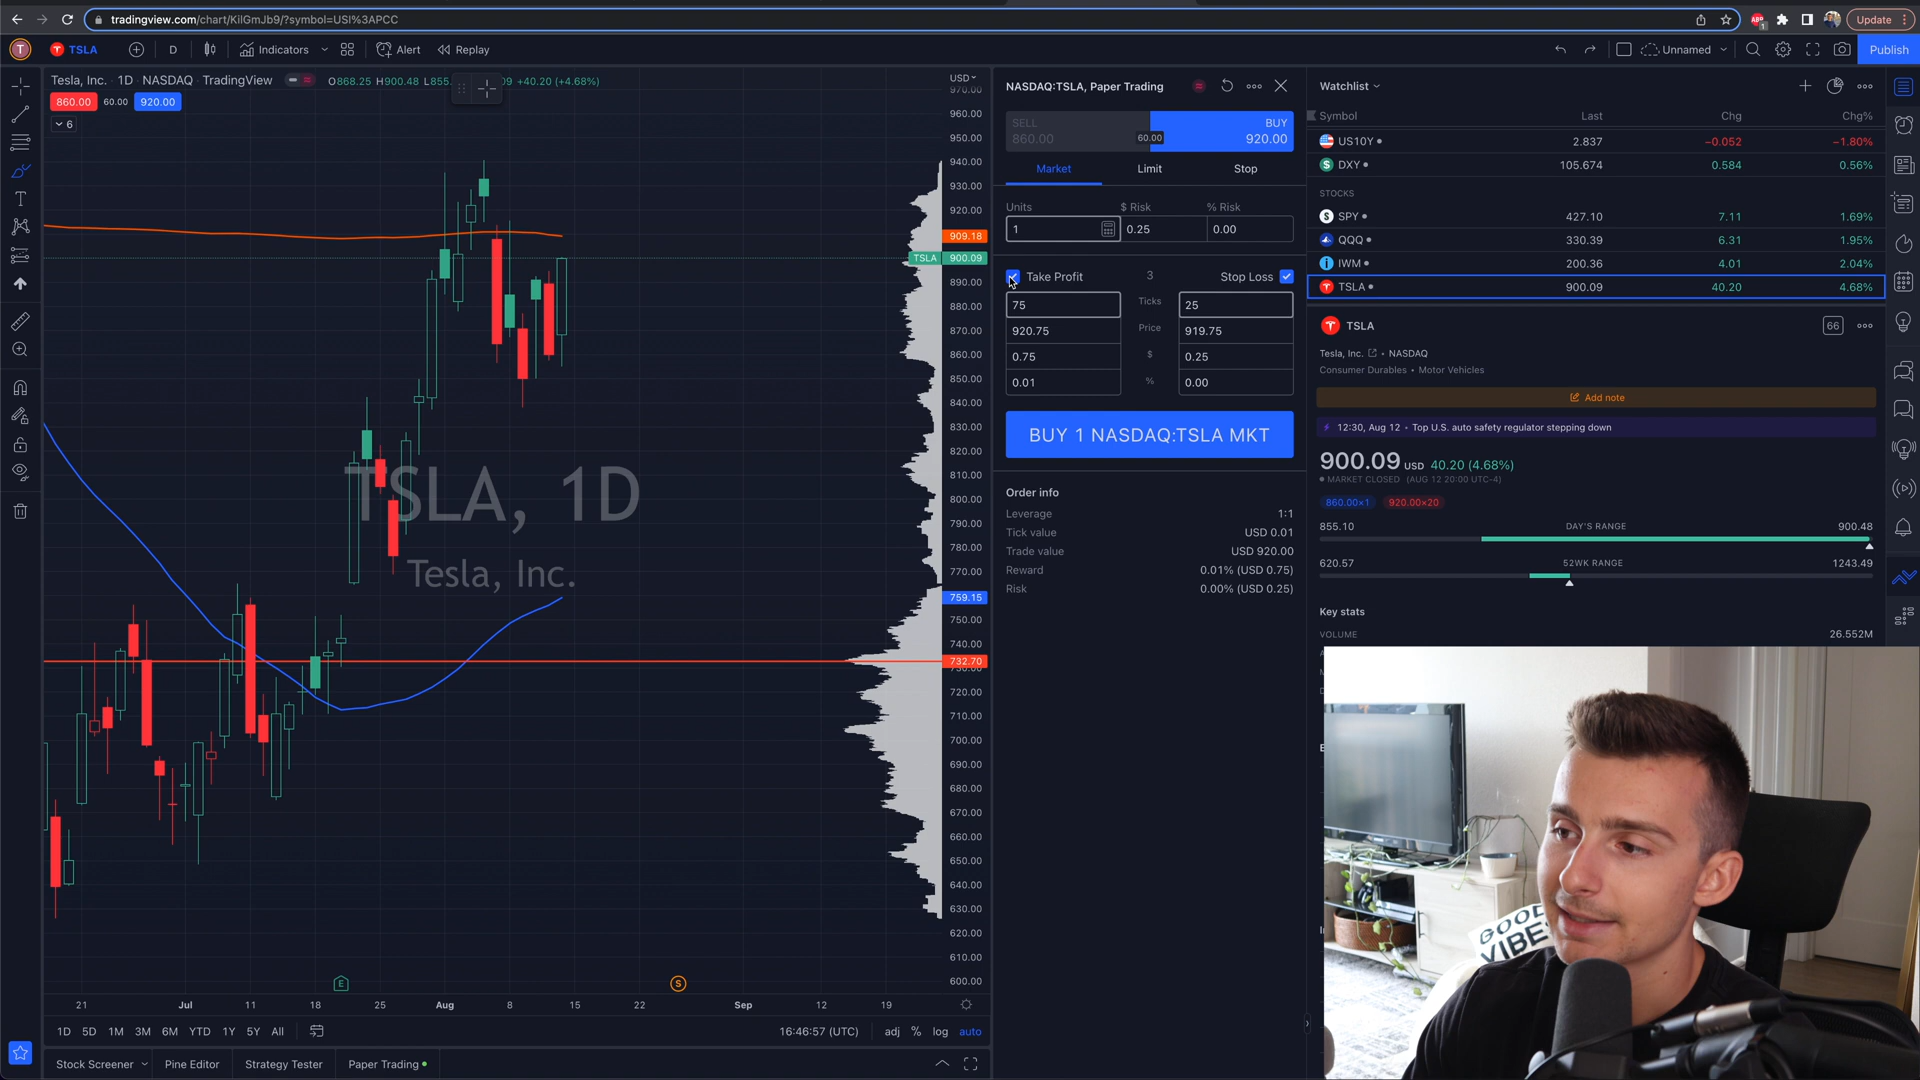 tradingview.com/chart/KilGmJb9/?symbol=USI%3APCC
Update
T
TSLA
D
Indicators
Alert
Replay
Unnamed
Publish
Tesla, Inc. · 1D · NASDAQ · TradingView
O868.25 H900.48 L855. 09 +40.20 (+4.68%)
860.00 60.00 920.00
6
USD
970.00
960.00
950.00
940.00
930.00
920.00
909.18
TSLA 900.09
890.00
880.00
870.00
860.00
850.00
840.00
830.00
820.00
810.00
800.00
790.00
780.00
770.00
759.15
750.00
740.00
732.70
730.00
720.00
710.00
700.00
690.00
680.00
670.00
660.00
650.00
640.00
630.00
620.00
610.00
600.00
TSLA, 1D
Tesla, Inc.
E
S
21 Jul 11 18 25 Aug 8 15 22 Sep 12 19
1D 5D 1M 3M 6M YTD 1Y 5Y All
16:46:57 (UTC) adj % log auto
Stock Screener
Pine Editor
Strategy Tester
Paper Trading
NASDAQ:TSLA, Paper Trading
SELL
860.00
60.00
BUY
920.00
Market Limit Stop
Units $ Risk % Risk
1 0.25 0.00
Take Profit 3 Stop Loss
75 Ticks 25
920.75 Price 919.75
0.75 $ 0.25
0.01 % 0.00
BUY 1 NASDAQ:TSLA MKT
Order info
Leverage 1:1
Tick value USD 0.01
Trade value USD 920.00
Reward 0.01% (USD 0.75)
Risk 0.00% (USD 0.25)
Watchlist
Symbol Last Chg Chg%
US10Y 2.837 −0.052 −1.80%
DXY 105.674 0.584 0.56%
STOCKS
SPY 427.10 7.11 1.69%
QQQ 330.39 6.31 1.95%
IWM 200.36 4.01 2.04%
TSLA 900.09 40.20 4.68%
TSLA
66
Tesla, Inc. • NASDAQ
Consumer Durables • Motor Vehicles
Add note
12:30, Aug 12 • Top U.S. auto safety regulator stepping down
900.09 USD 40.20 (4.68%)
MARKET CLOSED (AUG 12 20:00 UTC-4)
860.00×1 920.00×20
855.10 DAY'S RANGE 900.48
620.57 52WK RANGE 1243.49
Key stats
VOLUME 26.552M
GOOD
VIBES